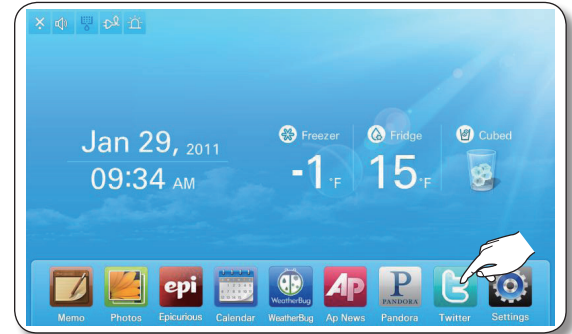 Freezer Fridge Cubed
Jan 29, 2011
-1 °F 15 °F
09:34 AM
epi
WeatherBug
Ap
P
PANDORA
t
Memo Photos Epicurious Calendar WeatherBug Ap News Pandora Twitter Settings